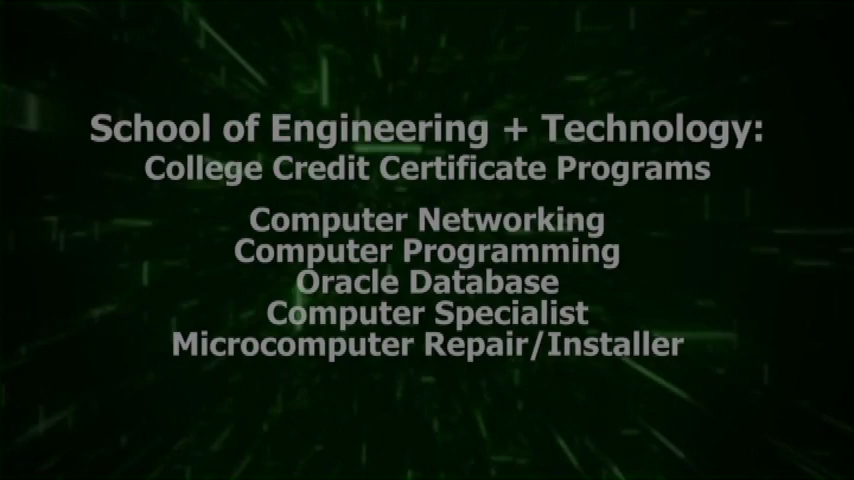 School of Engineering + Technology:
College Credit Certificate Programs
Computer Networking
Computer Programming
Oracle Database
Computer Specialist
Microcomputer Repair/Installer